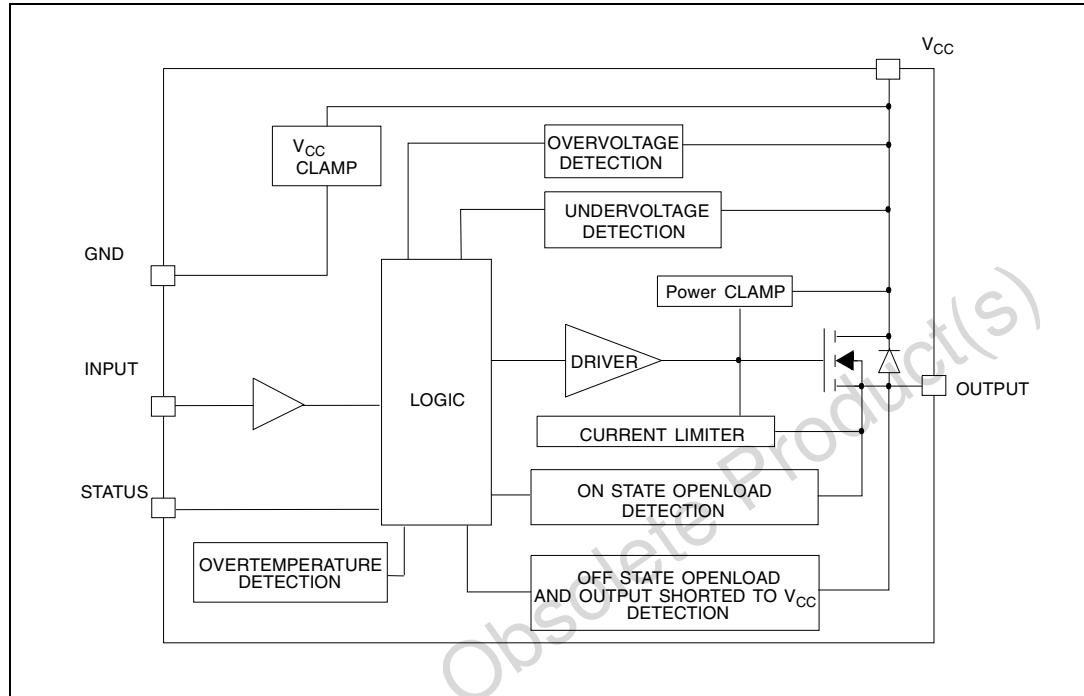 VCC
VCC
CLAMP
OVERVOLTAGE
DETECTION
UNDERVOLTAGE
DETECTION
GND
Power CLAMP
INPUT
DRIVER
OUTPUT
LOGIC
CURRENT LIMITER
STATUS
ON STATE OPENLOAD
DETECTION
OVERTEMPERATURE
DETECTION
OFF STATE OPENLOAD
AND OUTPUT SHORTED TO VCC
DETECTION
Obsolete Product(s)